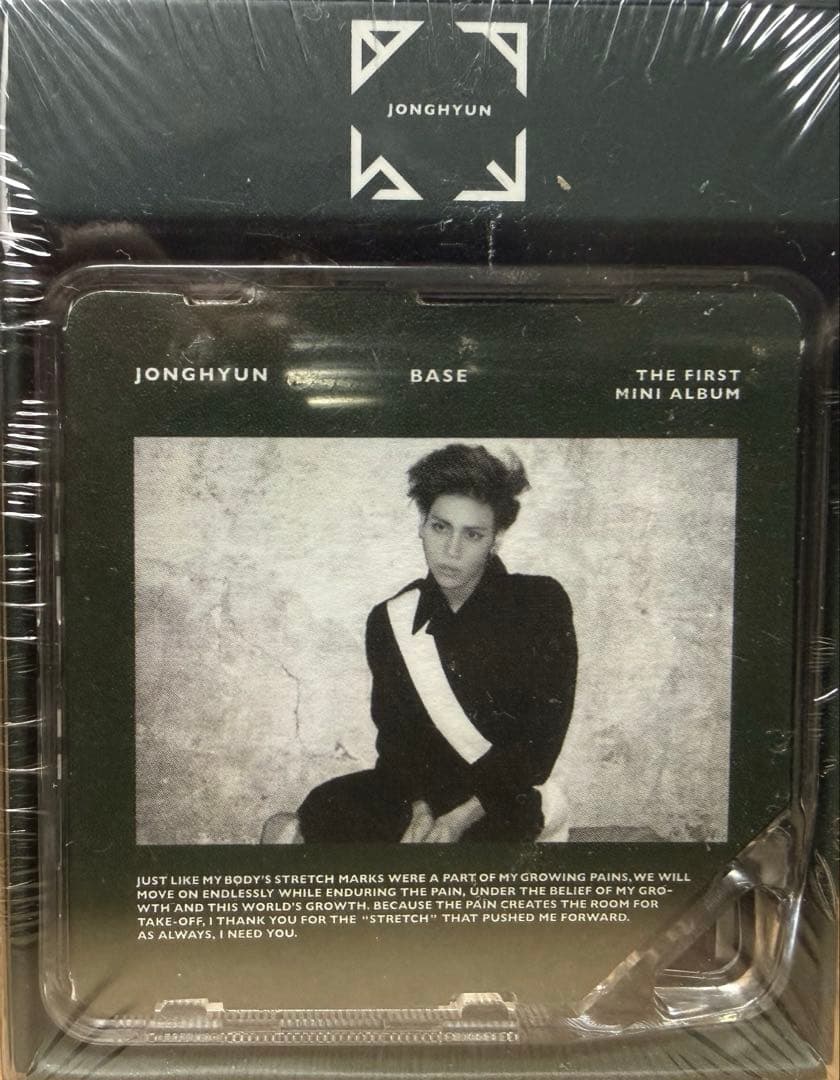 JONGHYUN
JONGHYUN BASE THE FIRST
MINI ALBUM
JUST LIKE MY BODY'S STRETCH MARKS WERE A PART OF MY GROWING PAINS, WE WILL
MOVE ON ENDLESSLY WHILE ENDURING THE PAIN, UNDER THE BELIEF OF MY GRO-
WTH AND THIS WORLD'S GROWTH. BECAUSE THE PAIN CREATES THE ROOM FOR
TAKE-OFF, I THANK YOU FOR THE "STRETCH" THAT PUSHED ME FORWARD.
AS ALWAYS, I NEED YOU.